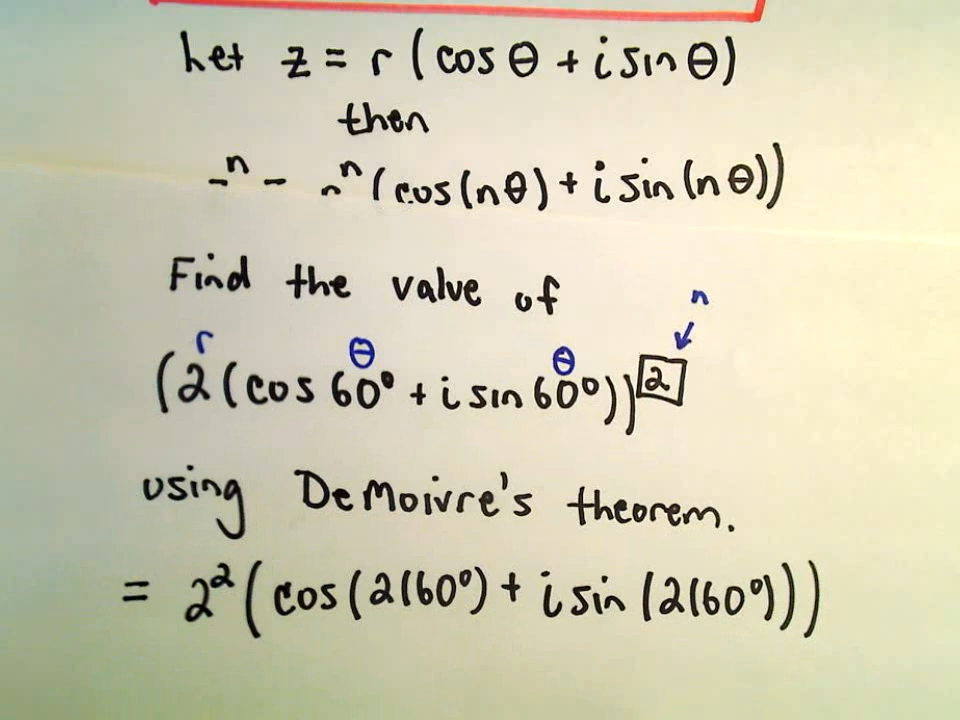 Let z = r (cos θ + i sin θ)
then
n = n (cos(nθ) + i sin (nθ))
Find the value of
r θ θ n
(2 (cos 60° + i sin 60°))²
using DeMoivre's theorem.
= 2² (cos (2(60°) + i sin (2(60°)))